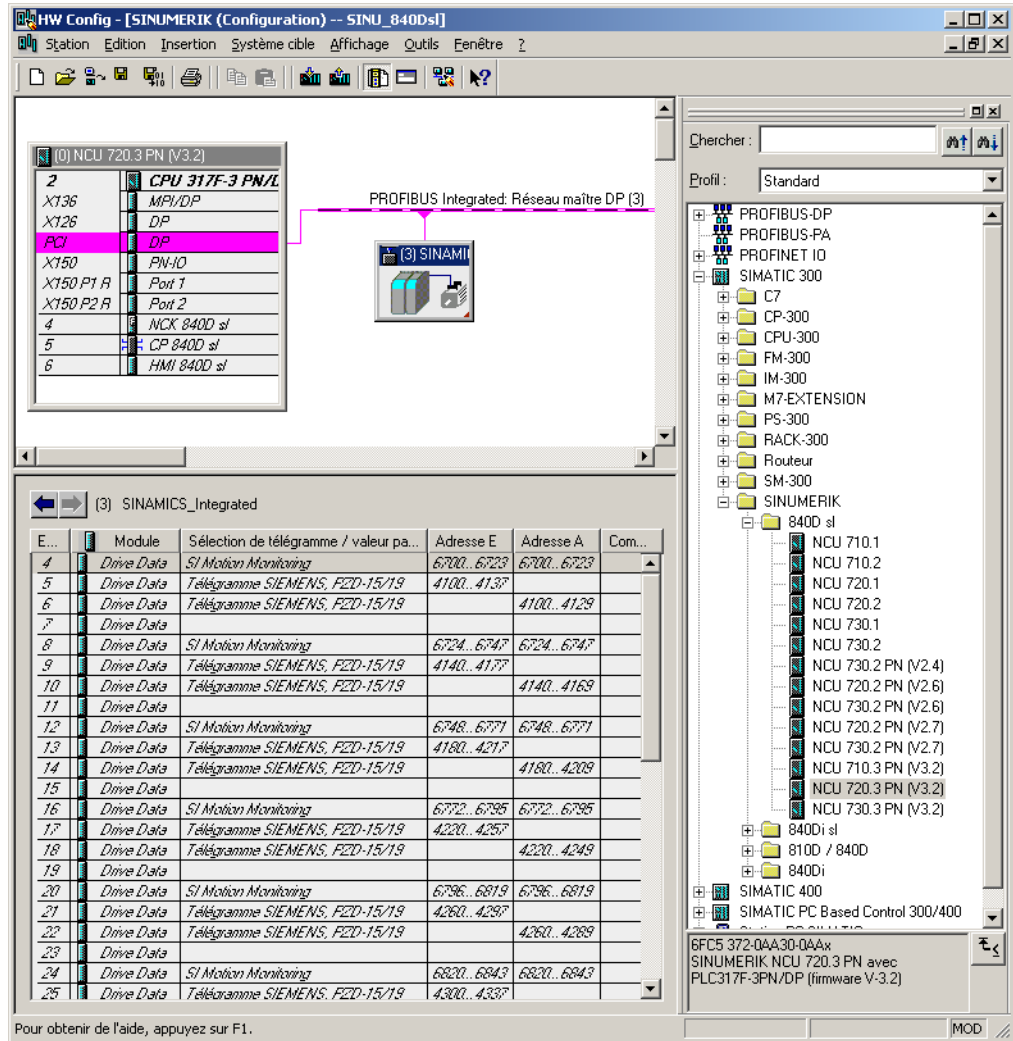 HW Config - [SINUMERIK (Configuration) -- SINU_840Dsl]
Station Edition Insertion Système cible Affichage Outils Fenêtre ?
(0) NCU 720.3 PN (V3.2)
2 CPU 317F-3 PN/D
X136 MPI/DP
X126 DP
PCI DP
X150 PN-IO
X150 P1 R Port 1
X150 P2 R Port 2
4 NCK 840D sl
5 CP 840D sl
6 HMI 840D sl
PROFIBUS Integrated: Réseau maître DP (3)
(3) SINAMI
(3) SINAMICS_Integrated
E... Module Sélection de télégramme / valeur pa... Adresse E Adresse A Com...
4 Drive Data SI Motion Monitoring 6700...6723 6700...6723
5 Drive Data Télégramme SIEMENS, PZD-15/19 4100...4137
6 Drive Data Télégramme SIEMENS, PZD-15/19 4100...4129
7 Drive Data
8 Drive Data SI Motion Monitoring 6724...6747 6724...6747
9 Drive Data Télégramme SIEMENS, PZD-15/19 4140...4177
10 Drive Data Télégramme SIEMENS, PZD-15/19 4140...4169
11 Drive Data
12 Drive Data SI Motion Monitoring 6748...6771 6748...6771
13 Drive Data Télégramme SIEMENS, PZD-15/19 4180...4217
14 Drive Data Télégramme SIEMENS, PZD-15/19 4180...4209
15 Drive Data
16 Drive Data SI Motion Monitoring 6772...6795 6772...6795
17 Drive Data Télégramme SIEMENS, PZD-15/19 4220...4257
18 Drive Data Télégramme SIEMENS, PZD-15/19 4220...4249
19 Drive Data
20 Drive Data SI Motion Monitoring 6796...6819 6796...6819
21 Drive Data Télégramme SIEMENS, PZD-15/19 4260...4297
22 Drive Data Télégramme SIEMENS, PZD-15/19 4260...4289
23 Drive Data
24 Drive Data SI Motion Monitoring 6820...6843 6820...6843
25 Drive Data Télégramme SIEMENS, PZD-15/19 4300...4337
Chercher :
Profil : Standard
PROFIBUS-DP
PROFIBUS-PA
PROFINET IO
SIMATIC 300
C7
CP-300
CPU-300
FM-300
IM-300
M7-EXTENSION
PS-300
RACK-300
Routeur
SM-300
SINUMERIK
840D sl
NCU 710.1
NCU 710.2
NCU 720.1
NCU 720.2
NCU 730.1
NCU 730.2
NCU 730.2 PN (V2.4)
NCU 720.2 PN (V2.6)
NCU 730.2 PN (V2.6)
NCU 720.2 PN (V2.7)
NCU 730.2 PN (V2.7)
NCU 710.3 PN (V3.2)
NCU 720.3 PN (V3.2)
NCU 730.3 PN (V3.2)
840Di sl
810D / 840D
840Di
SIMATIC 400
SIMATIC PC Based Control 300/400
6FC5 372-0AA30-0AAx
SINUMERIK NCU 720.3 PN avec
PLC317F-3PN/DP (firmware V-3.2)
Pour obtenir de l'aide, appuyez sur F1.
MOD